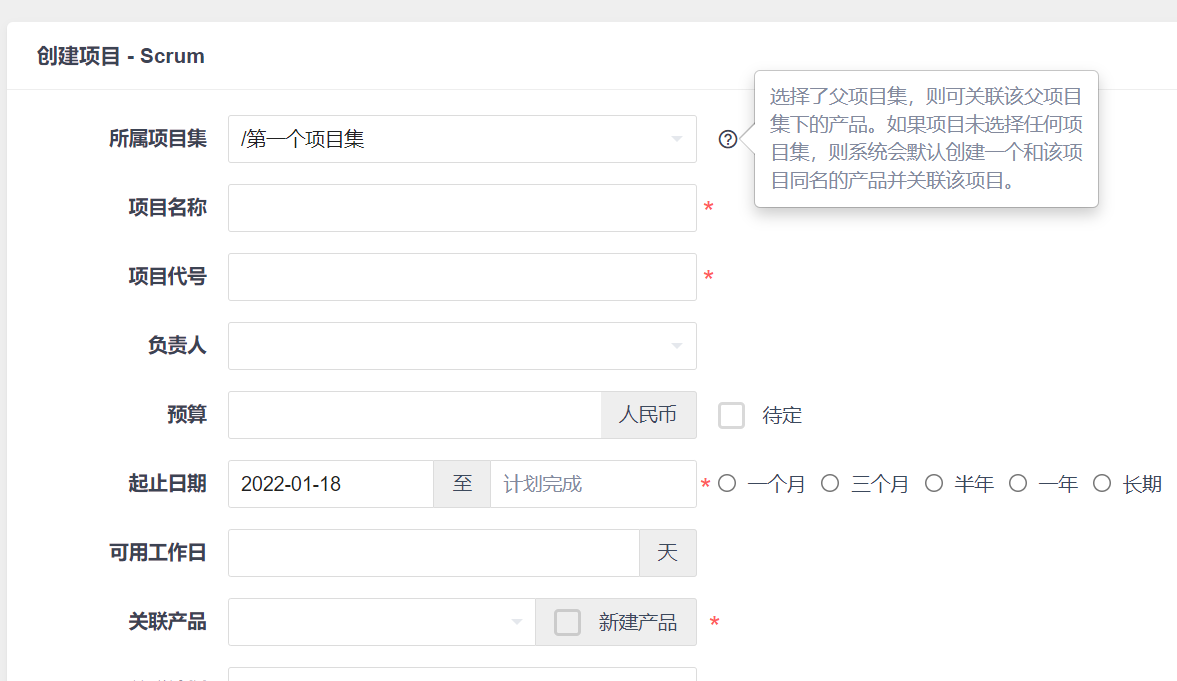 创建项目 - Scrum
选择了父项目集，则可关联该父项目
集下的产品。如果项目未选择任何项
目集，则系统会默认创建一个和该项
目同名的产品并关联该项目。
所属项目集 /第一个项目集
项目名称 *
项目代号 *
负责人
预算 人民币 待定
起止日期 2022-01-18 至 计划完成 * 一个月 三个月 半年 一年 长期
可用工作日 天
关联产品 新建产品 *